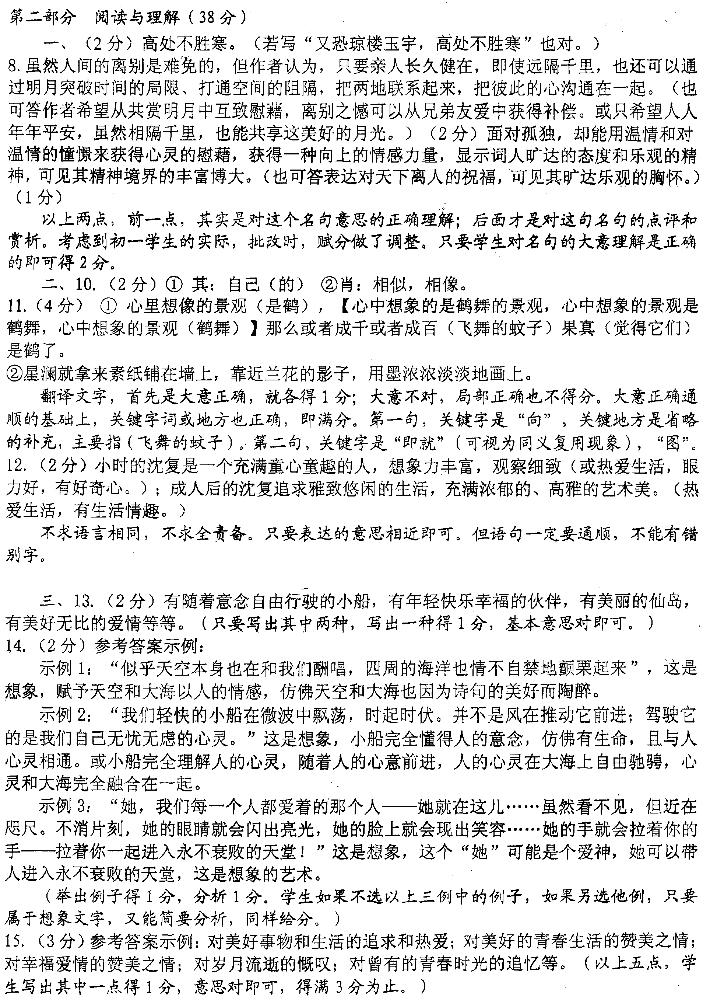 第二部分 阅读与理解（38 分）
一、（2 分）高处不胜寒。（若写“又恐琼楼玉宇，高处不胜寒”也对。）
8. 虽然人间的离别是难免的，但作者认为，只要亲人长久健在，即使远隔千里，也还可以通
过明月突破时间的局限、打通空间的阻隔，把两地联系起来，把彼此的心沟通在一起。（也
可答作者希望从共赏明月中互致慰藉，离别之憾可以从兄弟友爱中获得补偿。或只希望人人
年年平安，虽然相隔千里，也能共享这美好的月光。）（2 分）面对孤独，却能用温情和对
温情的憧憬来获得心灵的慰藉，获得一种向上的情感力量，显示词人旷达的态度和乐观的精
神，可见其精神境界的丰富博大。（也可答表达对天下离人的祝福，可见其旷达乐观的胸怀。）
（1 分）
以上两点，前一点，其实是对这个名句意思的正确理解；后面才是对这句名句的点评和
赏析。考虑到初一学生的实际，批改时，赋分做了调整。只要学生对名句的大意理解是正确
的即可得 2 分。
二、10.（2 分）① 其：自己（的） ②肖：相似，相像。
11.（4 分） ① 心里想像的景观（是鹤），【心中想象的是鹤舞的景观，心中想象的景观是
鹤舞，心中想象的景观（鹤舞）】那么或者成千或者成百（飞舞的蚊子）果真（觉得它们）
是鹤了。
②星澜就拿来素纸铺在墙上，靠近兰花的影子，用墨浓浓淡淡地画上。
翻译文字，首先是大意正确，就各得 1 分；大意不对，局部正确也不得分。大意正确通
顺的基础上，关键字词或地方也正确，即满分。第一句，关键字是“向”，关键地方是省略
的补充，主要指（飞舞的蚊子）。第二句，关键字是“即就”（可视为同义复用现象），“图”。
12.（2 分）小时的沈复是一个充满童心童趣的人，想象力丰富，观察细致（或热爱生活，眼
力好，有好奇心。）；成人后的沈复追求雅致悠闲的生活，充满浓郁的、高雅的艺术美。（热
爱生活，有生活情趣。）
不求语言相同，不求全责备。只要表达的意思相近即可。但语句一定要通顺，不能有错
别字。
三、13.（2 分）有随着意念自由行驶的小船，有年轻快乐幸福的伙伴，有美丽的仙岛，
有美好无比的爱情等等。（只要写出其中两种，写出一种得 1 分，基本意思对即可。）
14.（2 分）参考答案示例：
示例 1：“似乎天空本身也在和我们酬唱，四周的海洋也情不自禁地颤栗起来”，这是
想象，赋予天空和大海以人的情感，仿佛天空和大海也因为诗句的美好而陶醉。
示例 2：“我们轻快的小船在微波中飘荡，时起时伏。并不是风在推动它前进；驾驶它
的是我们自己无忧无虑的心灵。”这是想象，小船完全懂得人的意念，仿佛有生命，且与人
心灵相通。或小船完全理解人的心灵，随着人的心意前进，人的心灵在大海上自由驰骋，心
灵和大海完全融合在一起。
示例 3：“她，我们每一个人都爱着的那个人——她就在这儿……虽然看不见，但近在
咫尺。不消片刻，她的眼睛就会闪出亮光，她的脸上就会现出笑容……她的手就会拉着你的
手——拉着你一起进入永不衰败的天堂！”这是想象，这个“她”可能是个爱神，她可以带
人进入永不衰败的天堂，这是想象的艺术。
（举出例子得 1 分，分析 1 分。学生如果不选以上三例中的例子，如果另选他例，只要
属于想象文字，又能简要分析，同样给分。）
15.（3 分）参考答案示例：对美好事物和生活的追求和热爱；对美好的青春生活的赞美之情；
对幸福爱情的赞美之情；对岁月流逝的慨叹；对曾有的青春时光的追忆等。（以上五点，学
生写出其中一点得 1 分，意思对即可，得满 3 分为止。）